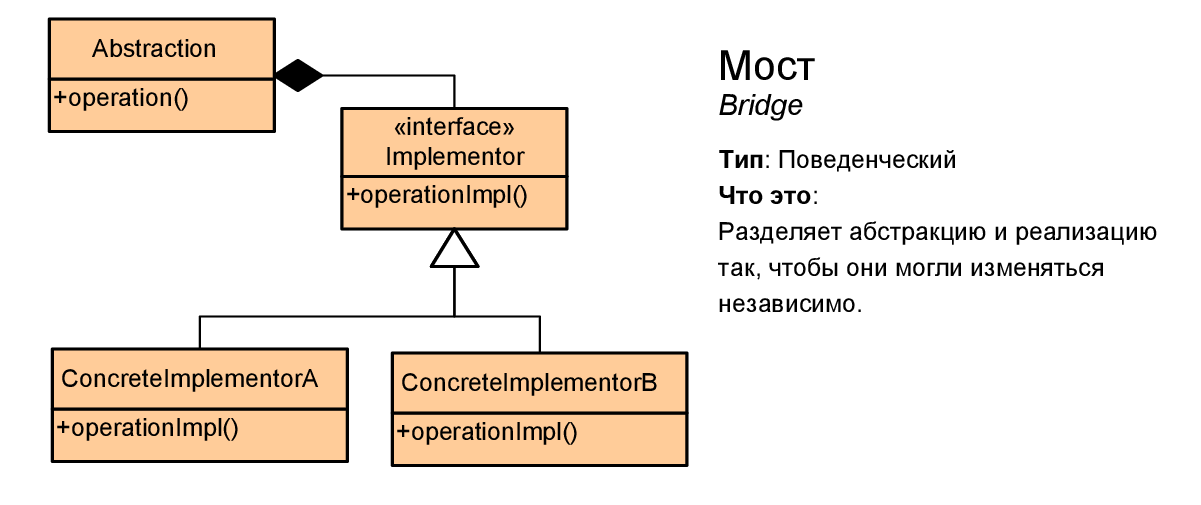 Abstraction
+operation()
«interface»
Implementor
+operationImpl()
ConcreteImplementorA
+operationImpl()
ConcreteImplementorB
+operationImpl()
Мост
Bridge
Тип: Поведенческий
Что это:
Разделяет абстракцию и реализацию
так, чтобы они могли изменяться
независимо.